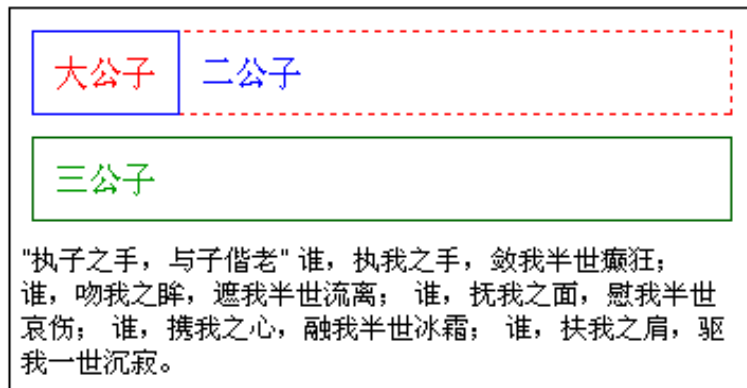 大公子 二公子
三公子
"执子之手，与子偕老" 谁，执我之手，敛我半世癫狂；
谁，吻我之眸，遮我半世流离； 谁，抚我之面，慰我半世
哀伤； 谁，携我之心，融我半世冰霜； 谁，扶我之肩，驱
我一世沉寂。